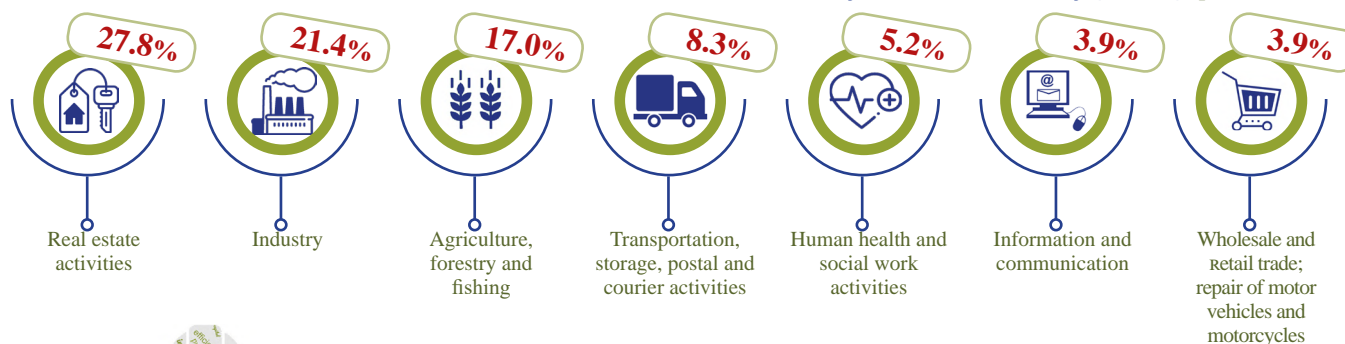 27.8%
21.4%
17.0%
8.3%
5.2%
3.9%
3.9%
@
Real estate
activities
Industry
Agriculture,
forestry and
fishing
Transportation,
storage, postal and
courier activities
Human health and
social work
activities
Information and
communication
Wholesale and
Retail trade;
repair of motor
vehicles and
motorcycles